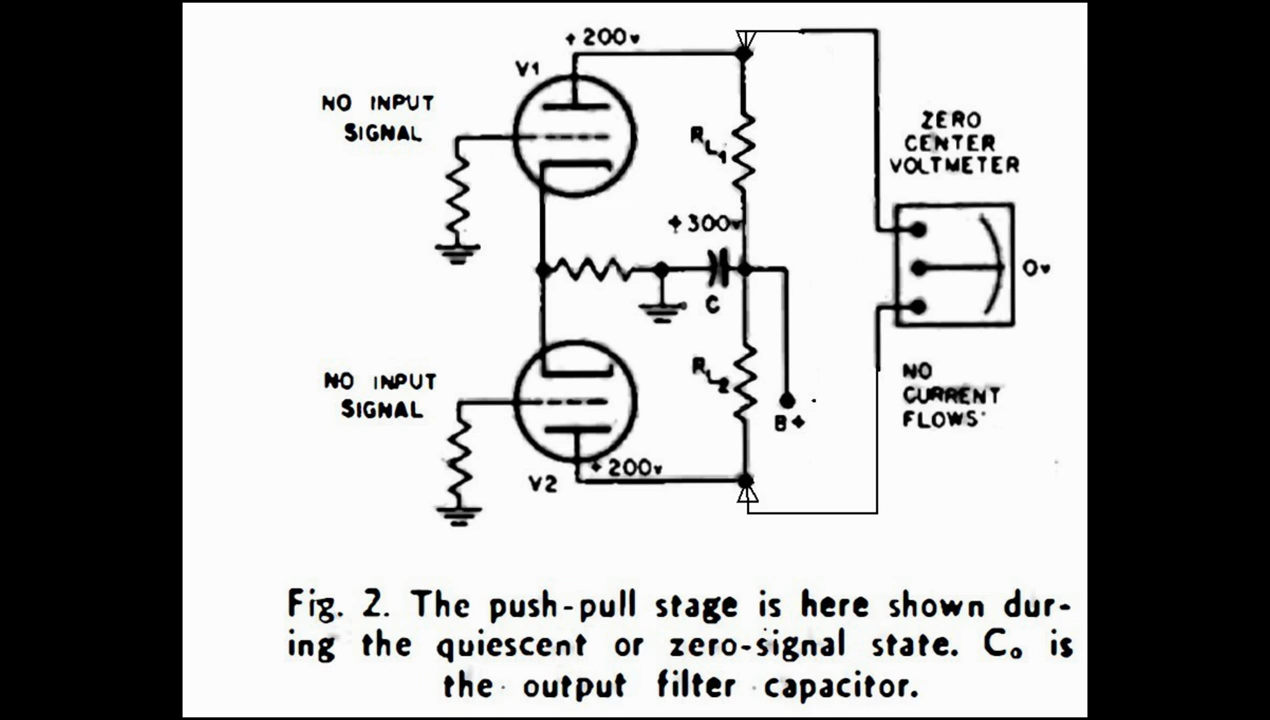 +200v
V1
NO INPUT
SIGNAL
RL1
ZERO
CENTER
VOLTMETER
+300v
0v
C
NO INPUT
SIGNAL
RL2
B+
NO
CURRENT
FLOWS
+200v
V2
Fig. 2. The push-pull stage is here shown dur-
ing the quiescent or zero-signal state. Co is
the output filter capacitor.